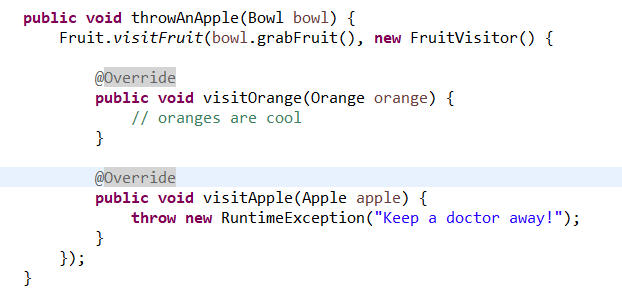 public void throwAnApple(Bowl bowl) {
    Fruit.visitFruit(bowl.grabFruit(), new FruitVisitor() {
        @Override
        public void visitOrange(Orange orange) {
            // oranges are cool
        }
        @Override
        public void visitApple(Apple apple) {
            throw new RuntimeException("Keep a doctor away!");
        }
    });
}